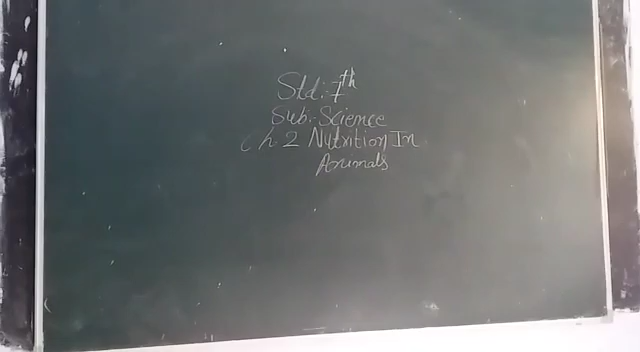 Std:-7th
Sub:-Science
Ch 2 Nutrition In
Animals